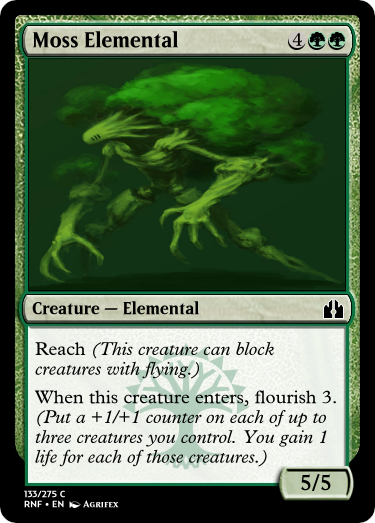 Moss Elemental 4
Creature — Elemental
Reach (This creature can block
creatures with flying.)
When this creature enters, flourish 3.
(Put a +1/+1 counter on each of up to
three creatures you control. You gain 1
life for each of those creatures.)
5/5
133/275 C
RNF • EN Agrifex